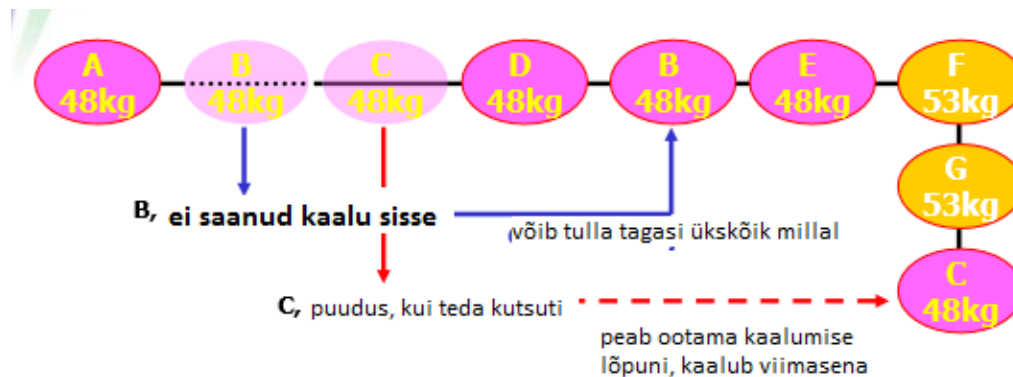 A
48kg
B
48kg
C
48kg
D
48kg
B
48kg
E
48kg
F
53kg
G
53kg
C
48kg
B, ei saanud kaalu sisse
võib tulla tagasi ükskõik millal
C, puudus, kui teda kutsuti
peab ootama kaalumise
lõpuni, kaalub viimasena